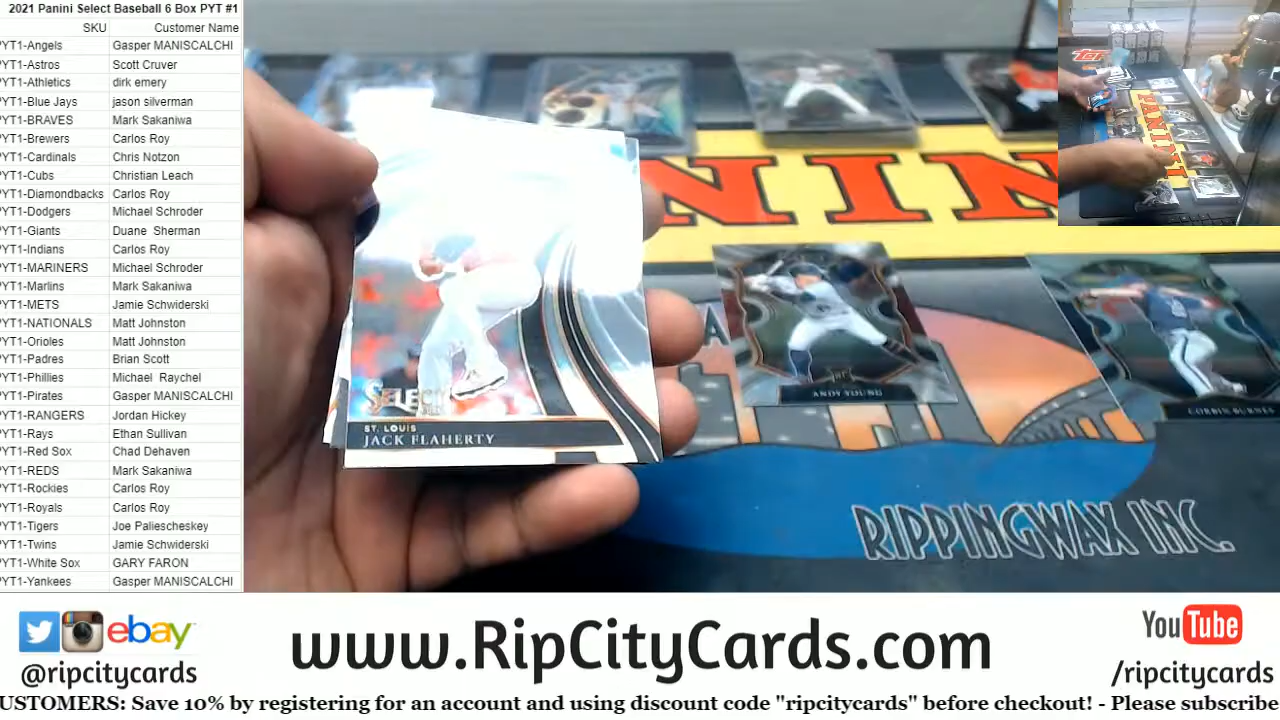 2021 Panini Select Baseball 6 Box PYT #1
SKU Customer Name
PYT1-Angels Gasper MANISCALCHI
PYT1-Astros Scott Cruver
PYT1-Athletics dirk emery
PYT1-Blue Jays jason silverman
PYT1-BRAVES Mark Sakaniwa
PYT1-Brewers Carlos Roy
PYT1-Cardinals Chris Notzon
PYT1-Cubs Christian Leach
PYT1-Diamondbacks Carlos Roy
PYT1-Dodgers Michael Schroder
PYT1-Giants Duane Sherman
PYT1-Indians Carlos Roy
PYT1-MARINERS Michael Schroder
PYT1-Marlins Mark Sakaniwa
PYT1-METS Jamie Schwiderski
PYT1-NATIONALS Matt Johnston
PYT1-Orioles Matt Johnston
PYT1-Padres Brian Scott
PYT1-Phillies Michael Raychel
PYT1-Pirates Gasper MANISCALCHI
PYT1-RANGERS Jordan Hickey
PYT1-Rays Ethan Sullivan
PYT1-Red Sox Chad Dehaven
PYT1-REDS Mark Sakaniwa
PYT1-Rockies Carlos Roy
PYT1-Royals Carlos Roy
PYT1-Tigers Joe Paliescheskey
PYT1-Twins Jamie Schwiderski
PYT1-White Sox GARY FARON
PYT1-Yankees Gasper MANISCALCHI
PANINI
NINI
SELECT
ST. LOUIS
JACK FLAHERTY
ANDY YOUNG
CORBIN BURNES
RIPPINGWAX INC.
ebay
@ripcitycards
www.RipCityCards.com
YouTube
/ripcitycards
USTOMERS: Save 10% by registering for an account and using discount code "ripcitycards" before checkout! - Please subscribe